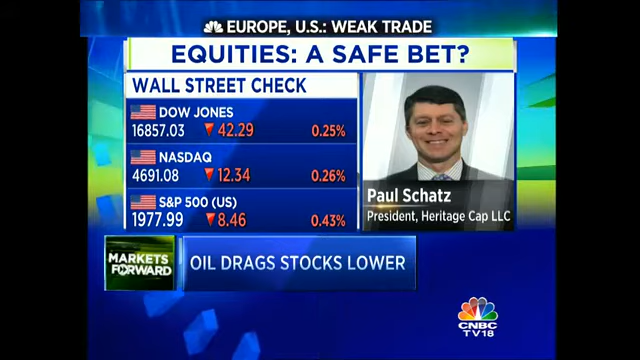 EUROPE, U.S.: WEAK TRADE
EQUITIES: A SAFE BET?
WALL STREET CHECK
DOW JONES
16857.03 ▼ 42.29 0.25%
NASDAQ
4691.08 ▼ 12.34 0.26%
S&P 500 (US)
1977.99 ▼ 8.46 0.43%
Paul Schatz
President, Heritage Cap LLC
MARKETS
FORWARD
OIL DRAGS STOCKS LOWER
CNBC
TV18